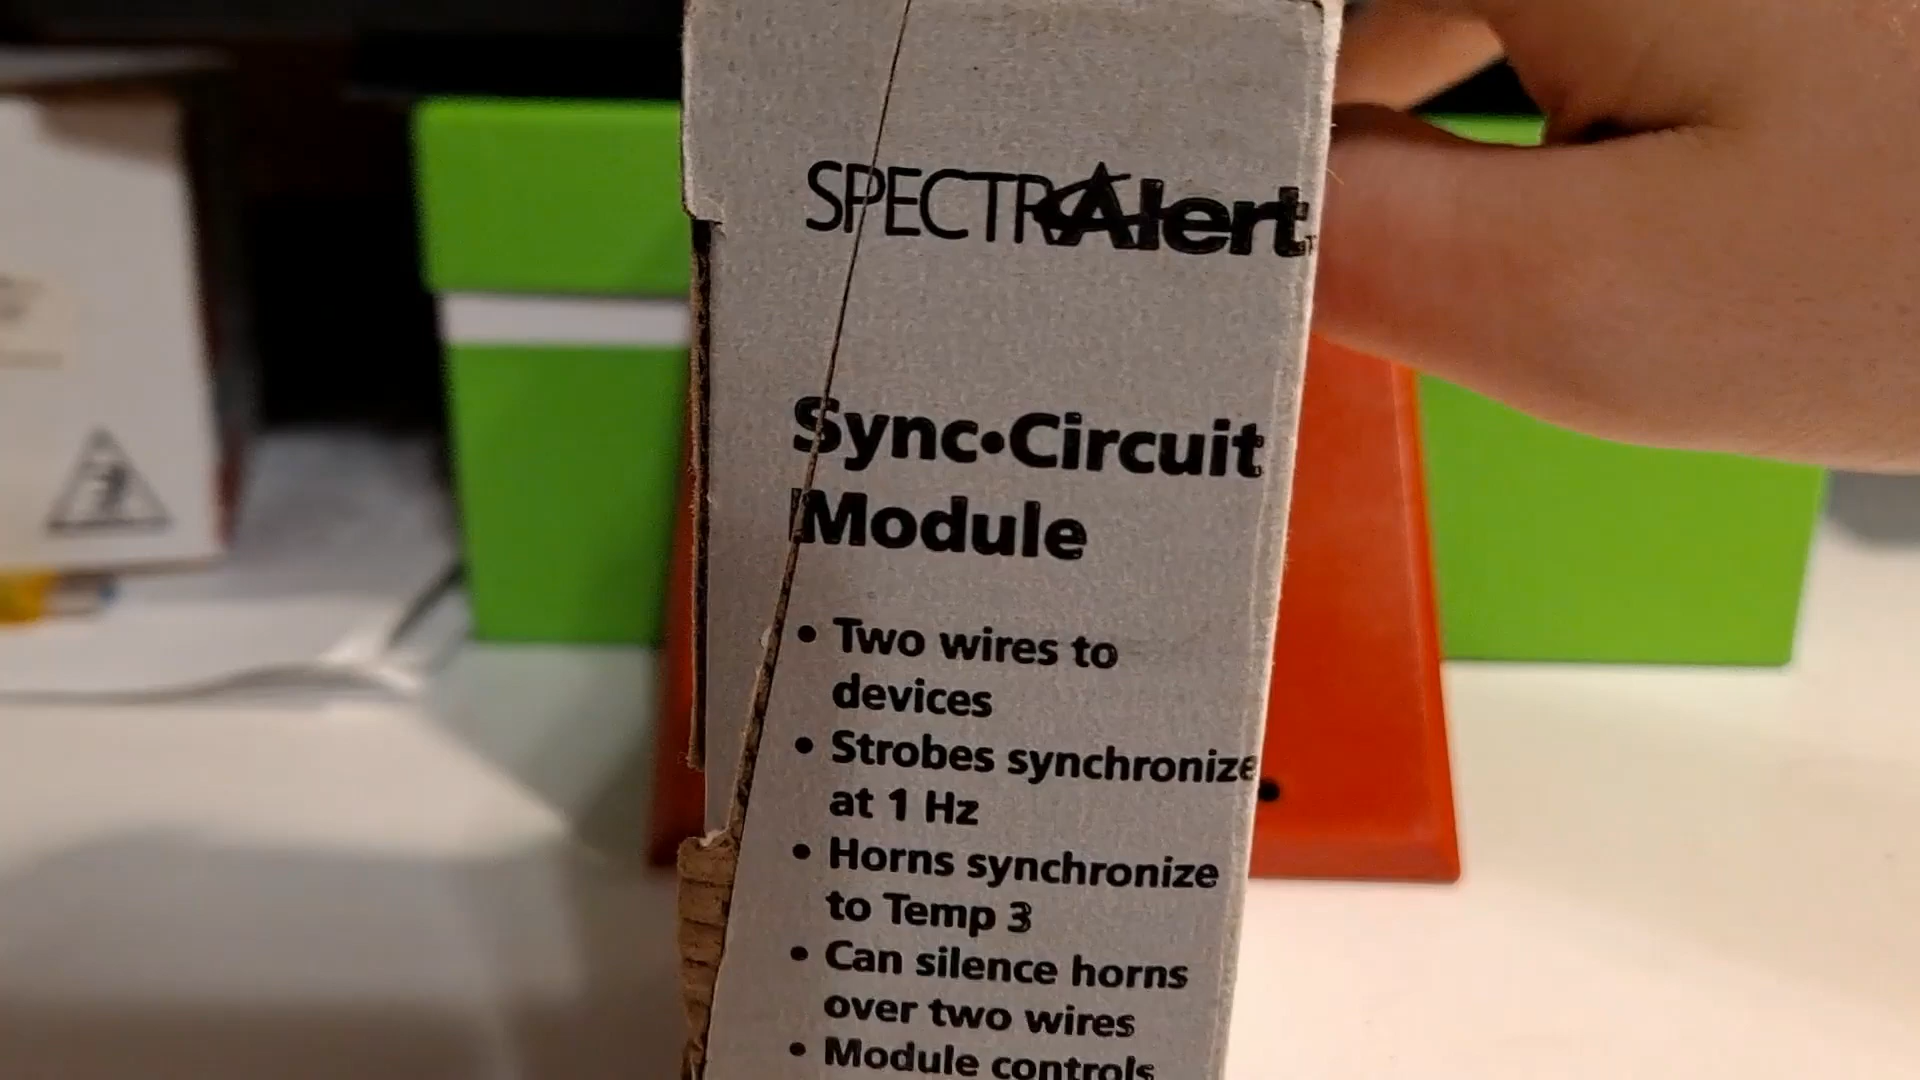 SPECTRAlert
Sync•Circuit
Module
• Two wires to
devices
• Strobes synchronize
at 1 Hz
• Horns synchronize
to Temp 3
• Can silence horns
over two wires
• Module controls
3